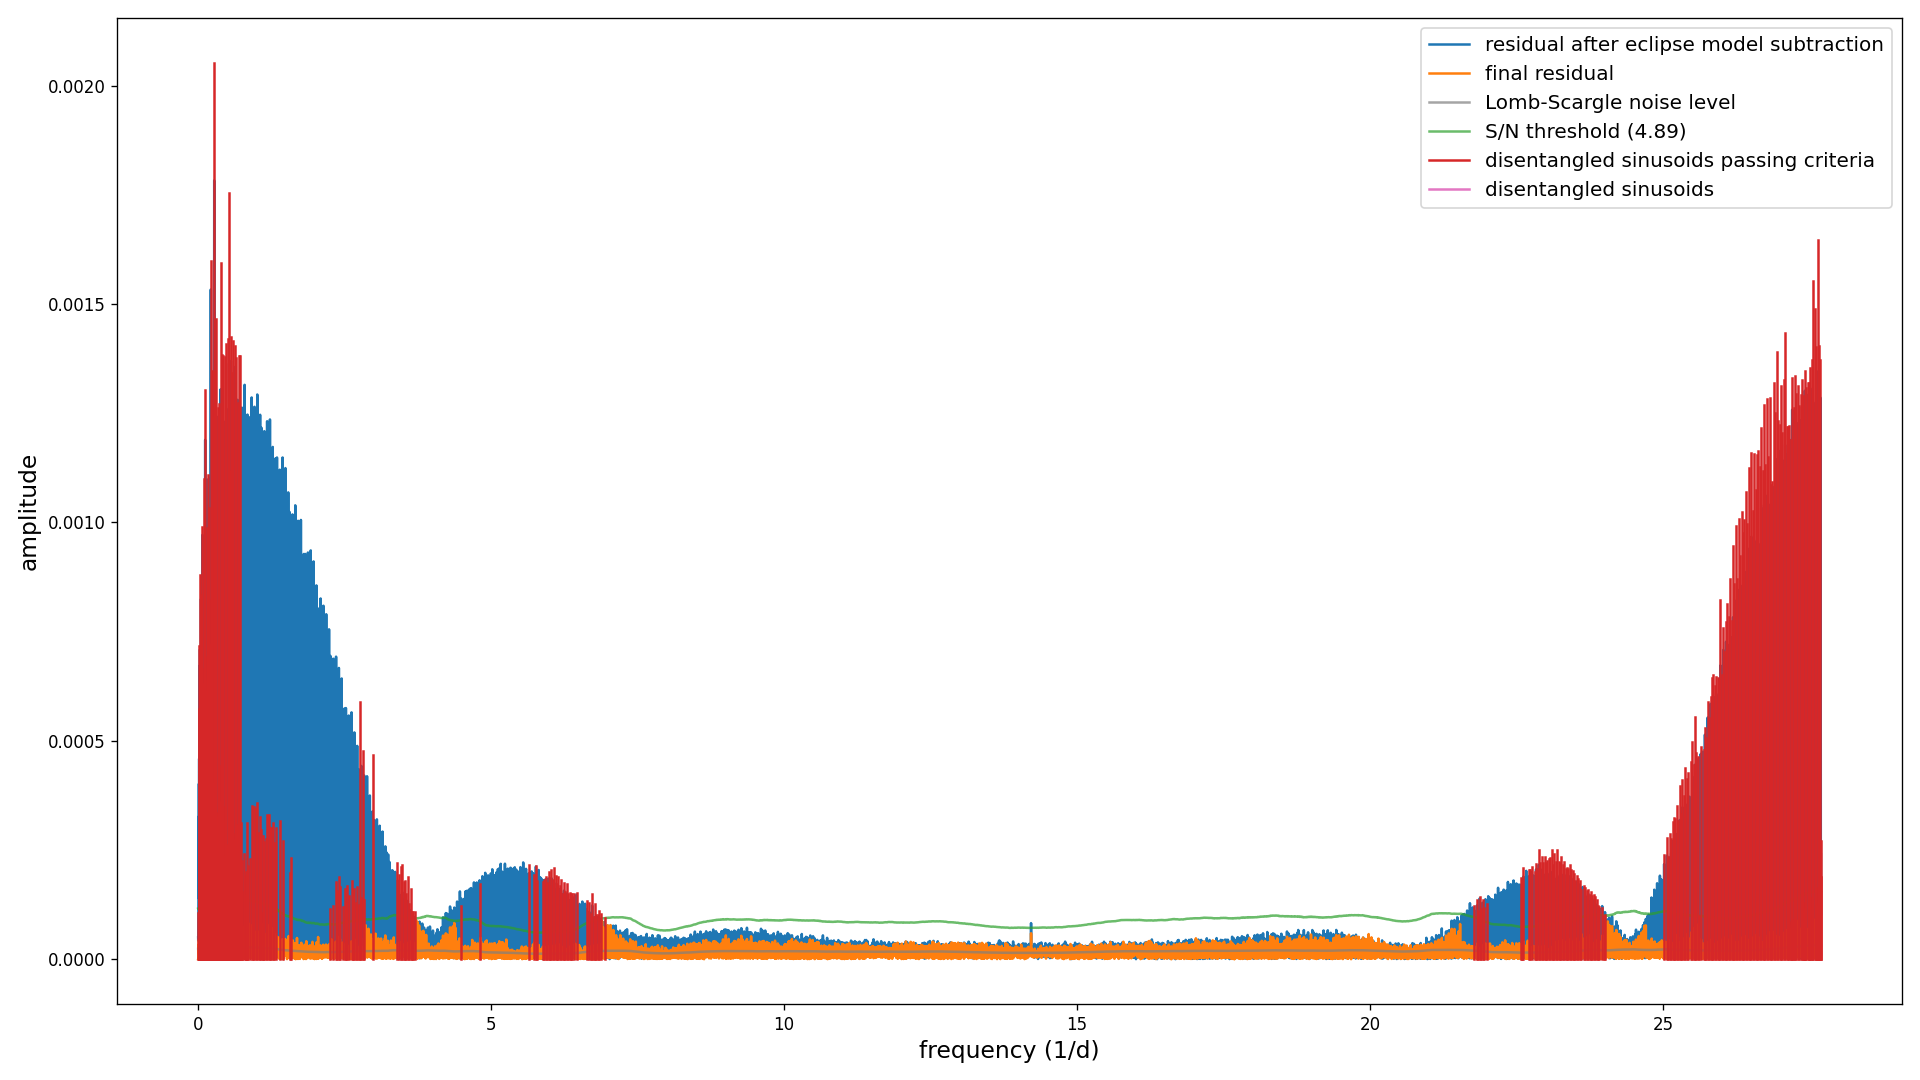 residual after eclipse model subtraction
final residual
Lomb-Scargle noise level
S/N threshold (4.89)
disentangled sinusoids passing criteria
disentangled sinusoids
amplitude
0.0020
0.0015
0.0010
0.0005
0.0000
0 5 10 15 20 25
frequency (1/d)